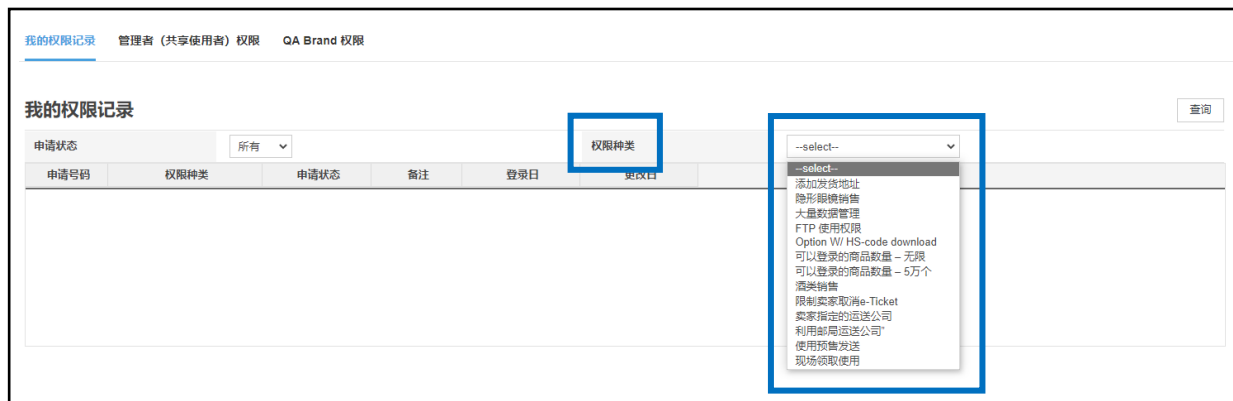 我的权限记录 管理者（共享使用者）权限 QA Brand 权限
我的权限记录 查询
申请状态 所有 权限种类 --select--
申请号码 权限种类 申请状态 备注 登录日 更改日
--select--
添加发货地址
隐形眼镜销售
大量数据管理
FTP 使用权限
Option W/ HS-code download
可以登录的商品数量 – 无限
可以登录的商品数量 – 5万个
酒类销售
限制卖家取消e-Ticket
卖家指定的运送公司
利用邮局运送公司"
使用预售发送
现场领取使用